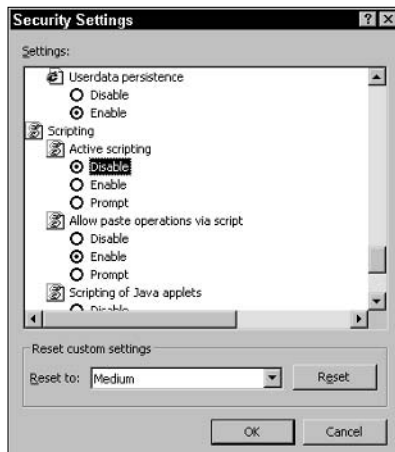 Security Settings
Settings:
Userdata persistence
Disable
Enable
Scripting
Active scripting
Disable
Enable
Prompt
Allow paste operations via script
Disable
Enable
Prompt
Scripting of Java applets
Disable
Reset custom settings
Reset to: Medium Reset
OK Cancel